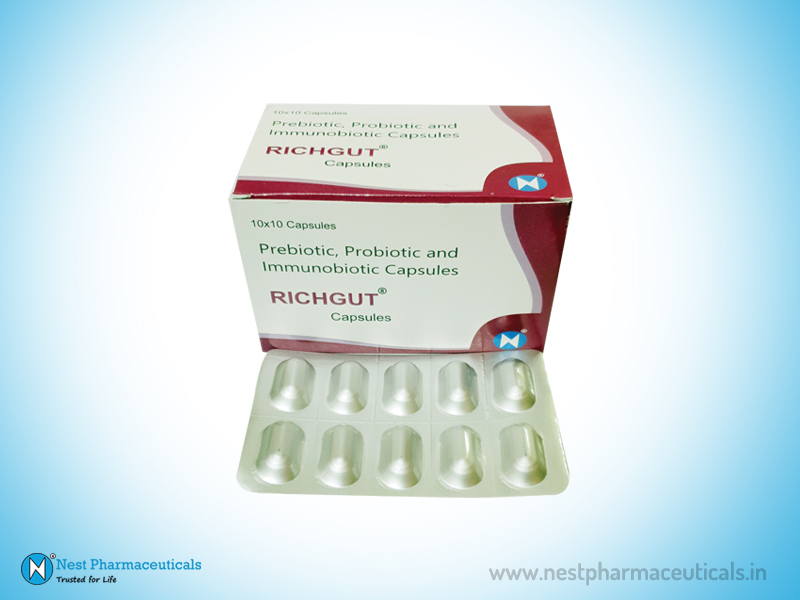 10x10 Capsules
Prebiotic, Probiotic and
Immunobiotic Capsules
RICHGUT®
Capsules
N®
10x10 Capsules
Prebiotic, Probiotic and
Immunobiotic Capsules
RICHGUT®
Capsules
N®
N® Nest Pharmaceuticals
Trusted for Life
www.nestpharmaceuticals.in